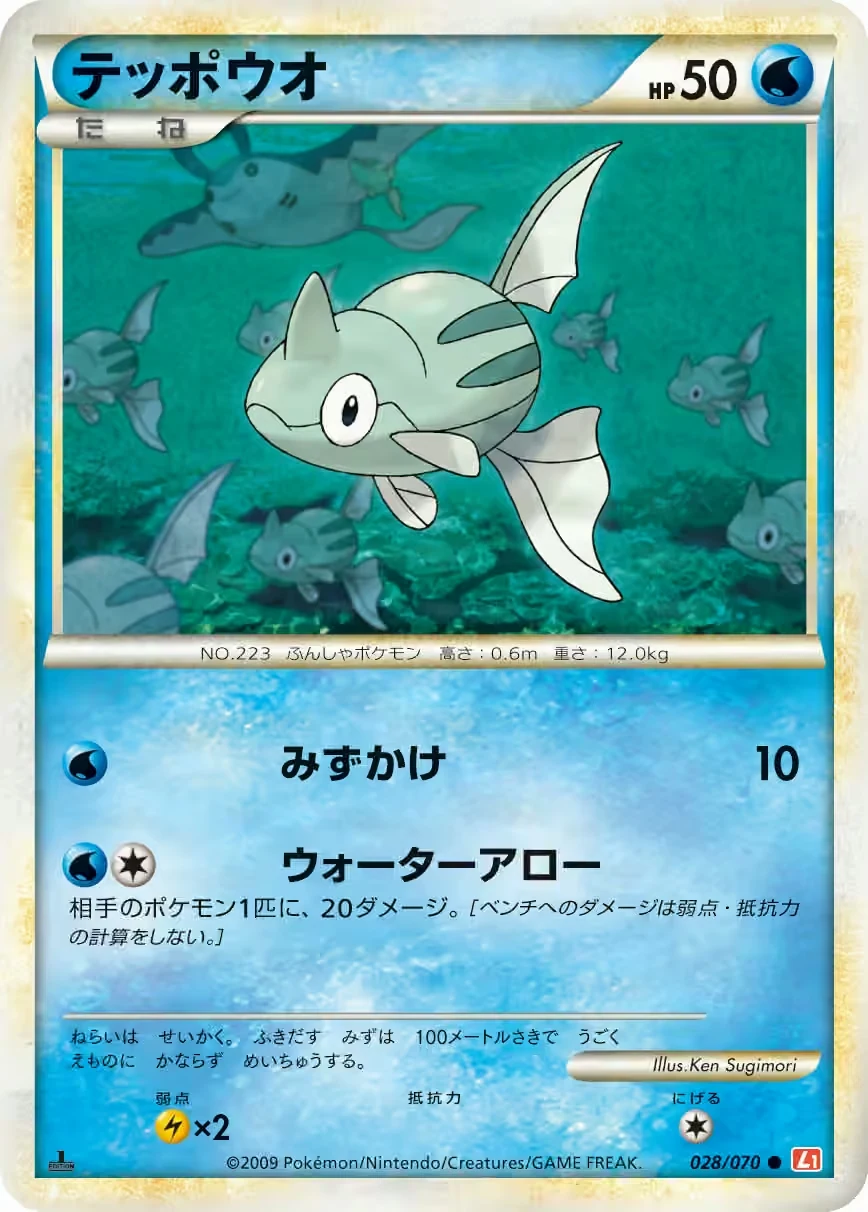 テッポウオ HP50
たね
NO.223 ふんしゃポケモン 高さ：0.6m 重さ：12.0kg
みずかけ 10
ウォーターアロー
相手のポケモン1匹に、20ダメージ。［ベンチへのダメージは弱点・抵抗力
の計算をしない。］
ねらいは せいかく。 ふきだす みずは 100メートルさきで うごく
えものに かならず めいちゅうする。
Illus.Ken Sugimori
弱点 抵抗力 にげる
×2
1 EDITION ©2009 Pokémon/Nintendo/Creatures/GAME FREAK. 028/070 ● L1